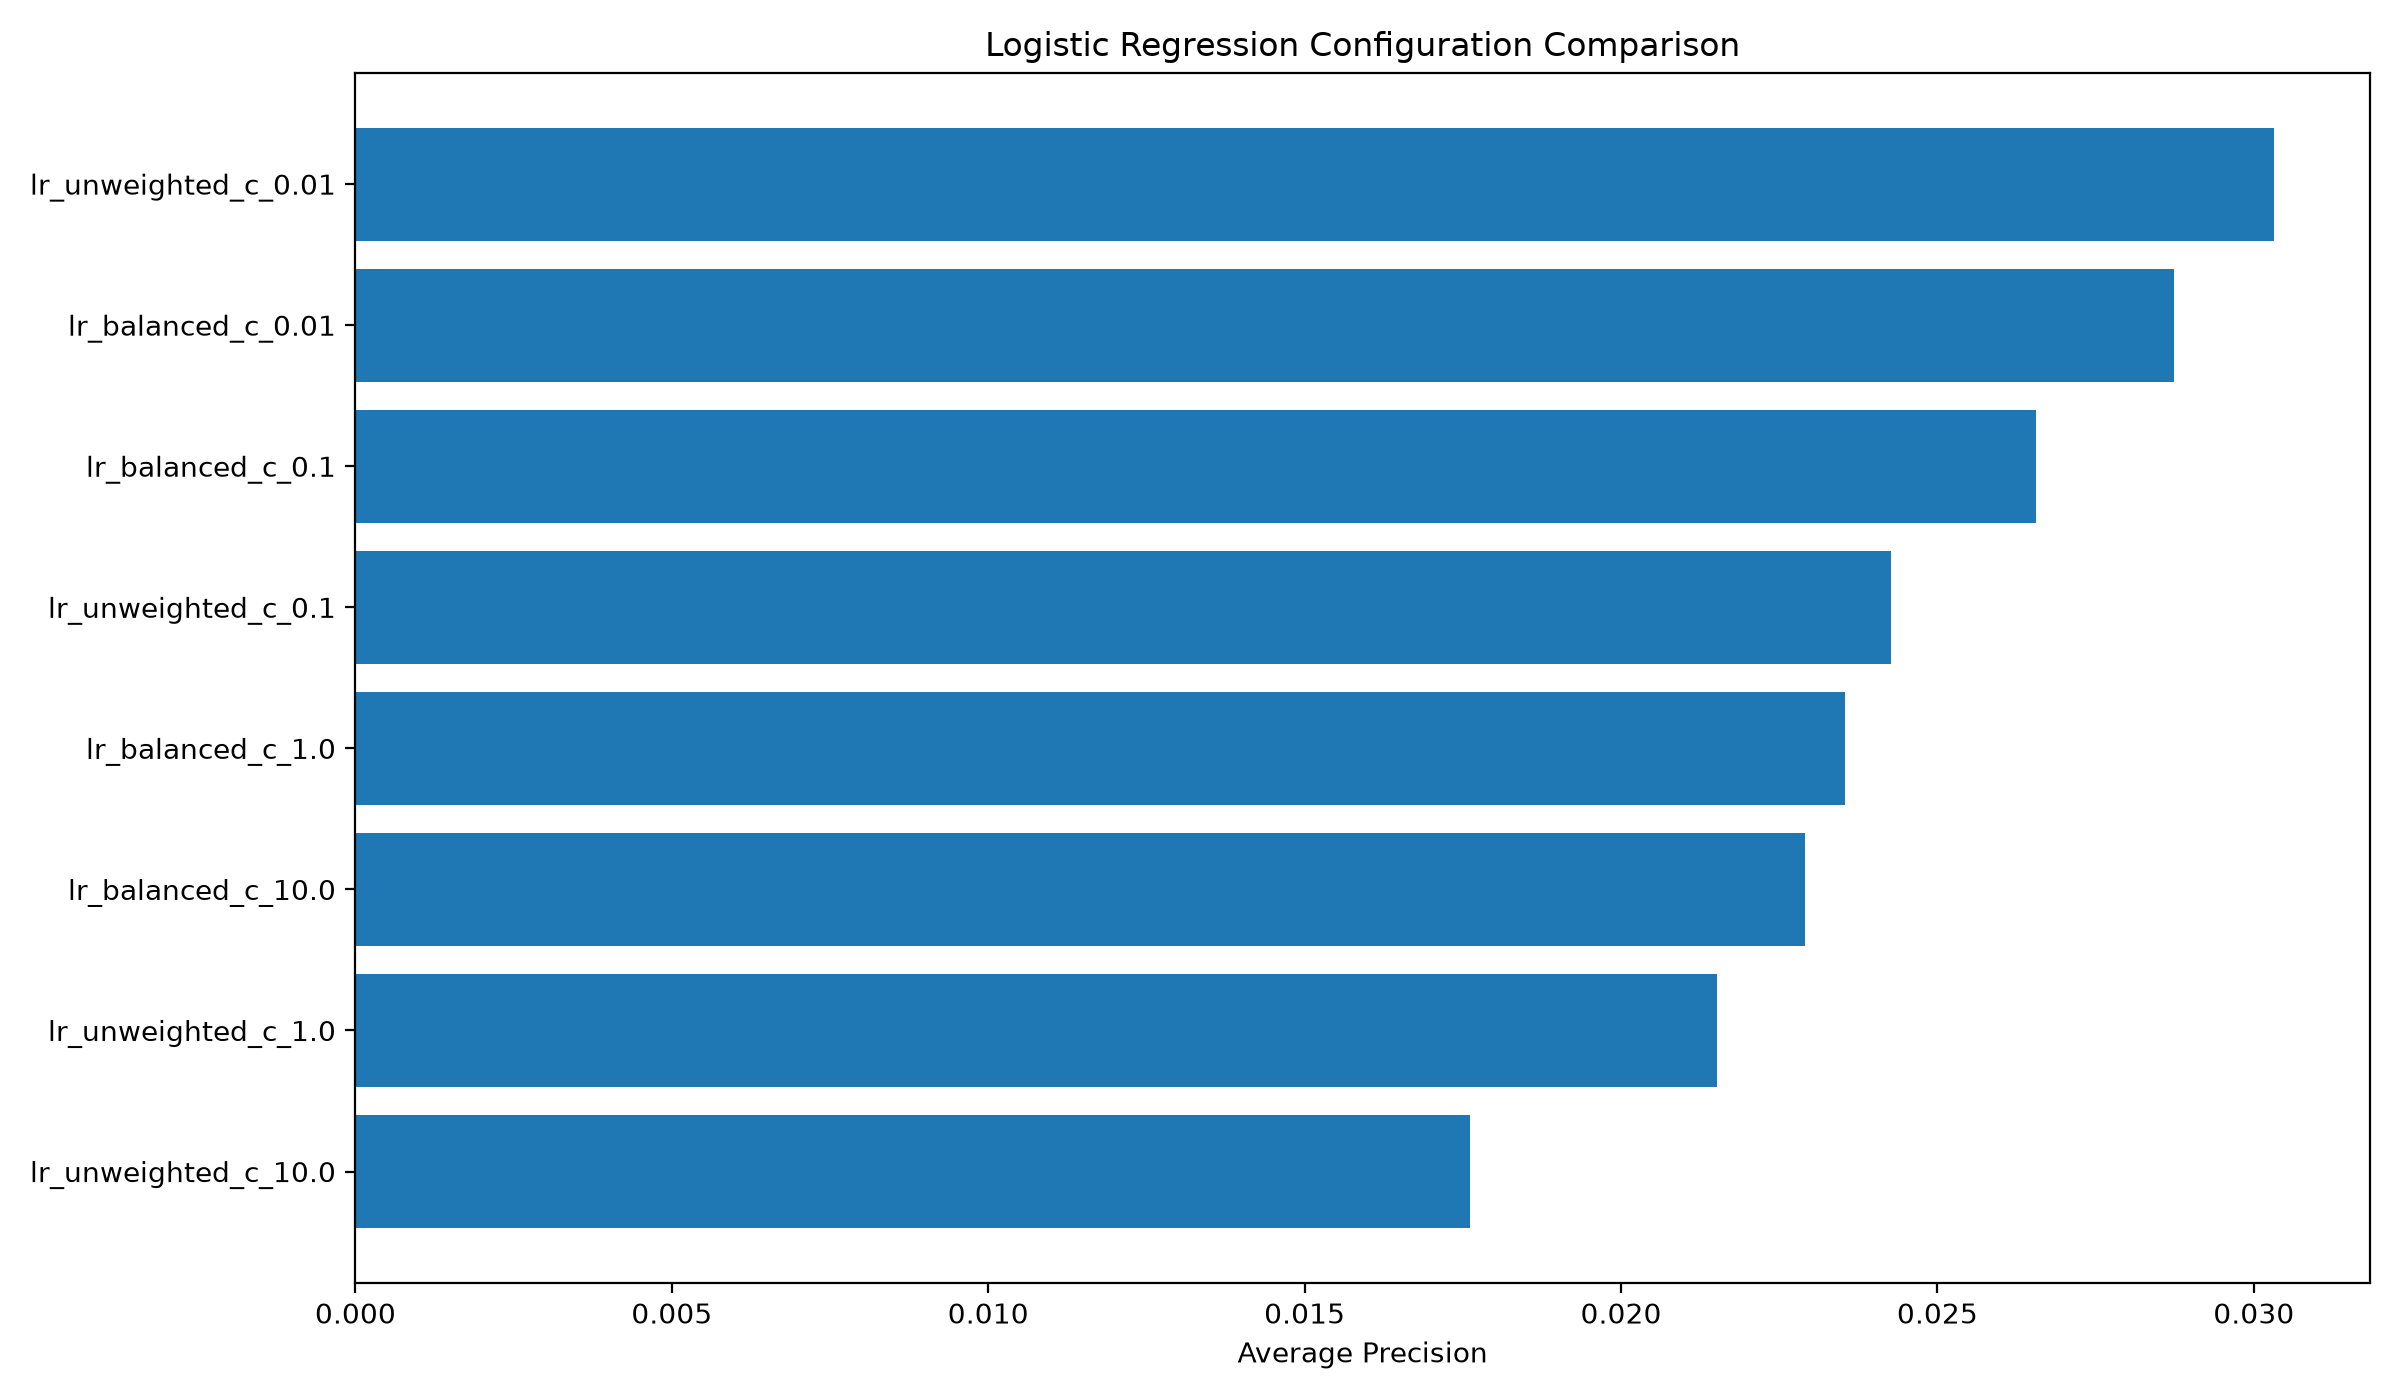 Logistic Regression Configuration Comparison
lr_unweighted_c_0.01
lr_balanced_c_0.01
lr_balanced_c_0.1
lr_unweighted_c_0.1
lr_balanced_c_1.0
lr_balanced_c_10.0
lr_unweighted_c_1.0
lr_unweighted_c_10.0
0.000 0.005 0.010 0.015 0.020 0.025 0.030
Average Precision